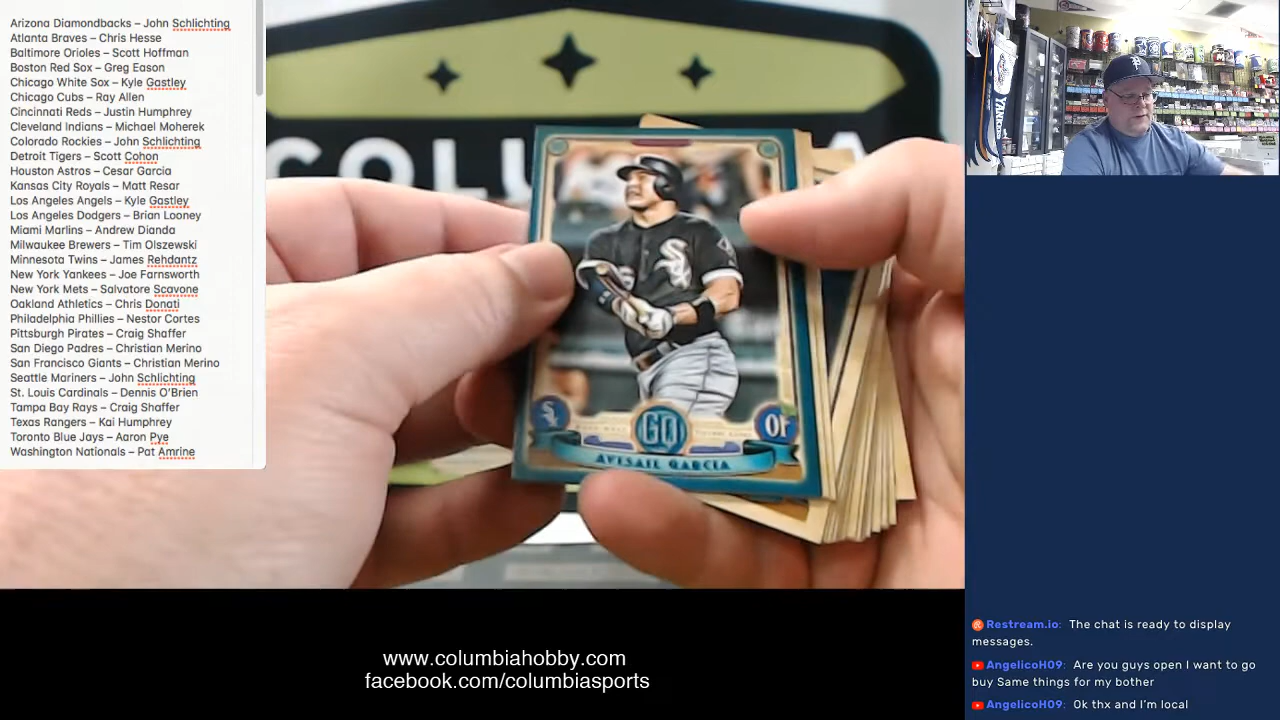 Arizona Diamondbacks – John Schlichting
Atlanta Braves – Chris Hesse
Baltimore Orioles – Scott Hoffman
Boston Red Sox – Greg Eason
Chicago White Sox – Kyle Gastley
Chicago Cubs – Ray Allen
Cincinnati Reds – Justin Humphrey
Cleveland Indians – Michael Moherek
Colorado Rockies – John Schlichting
Detroit Tigers – Scott Cohon
Houston Astros – Cesar Garcia
Kansas City Royals – Matt Resar
Los Angeles Angels – Kyle Gastley
Los Angeles Dodgers – Brian Looney
Miami Marlins – Andrew Dianda
Milwaukee Brewers – Tim Olszewski
Minnesota Twins – James Rehdantz
New York Yankees – Joe Farnsworth
New York Mets – Salvatore Scavone
Oakland Athletics – Chris Donati
Philadelphia Phillies – Nestor Cortes
Pittsburgh Pirates – Craig Shaffer
San Diego Padres – Christian Merino
San Francisco Giants – Christian Merino
Seattle Mariners – John Schlichting
St. Louis Cardinals – Dennis O'Brien
Tampa Bay Rays – Craig Shaffer
Texas Rangers – Kai Humphrey
Toronto Blue Jays – Aaron Pye
Washington Nationals – Pat Amrine
GQ
OF
AVISAIL GARCIA
www.columbiahobby.com
facebook.com/columbiasports
Restream.io: The chat is ready to display
messages.
AngelicoH09: Are you guys open I want to go
buy Same things for my bother
AngelicoH09: Ok thx and I'm local